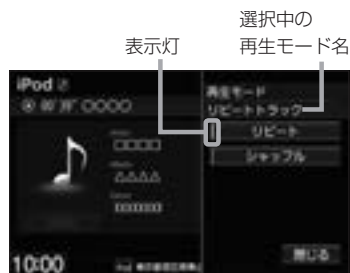 選択中の
再生モード名
表示灯
iPod
○○○○
□□□□
△△△△
10:00
再生モード
リピートトラック
リピート
シャッフル
閉じる